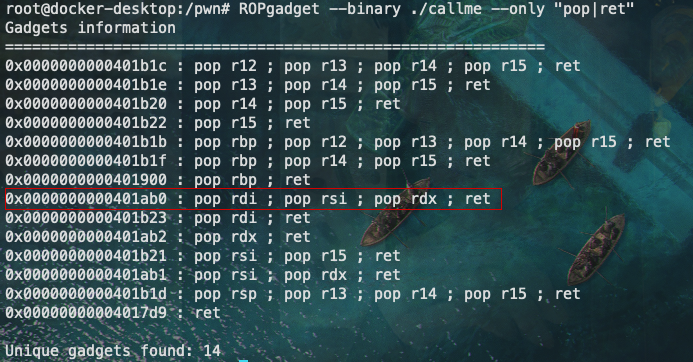 root@docker-desktop:/pwn# ROPgadget --binary ./callme --only "pop|ret"
Gadgets information
============================================================
0x0000000000401b1c : pop r12 ; pop r13 ; pop r14 ; pop r15 ; ret
0x0000000000401b1e : pop r13 ; pop r14 ; pop r15 ; ret
0x0000000000401b20 : pop r14 ; pop r15 ; ret
0x0000000000401b22 : pop r15 ; ret
0x0000000000401b1b : pop rbp ; pop r12 ; pop r13 ; pop r14 ; pop r15 ; ret
0x0000000000401b1f : pop rbp ; pop r14 ; pop r15 ; ret
0x0000000000401900 : pop rbp ; ret
0x0000000000401ab0 : pop rdi ; pop rsi ; pop rdx ; ret
0x0000000000401b23 : pop rdi ; ret
0x0000000000401ab2 : pop rdx ; ret
0x0000000000401b21 : pop rsi ; pop r15 ; ret
0x0000000000401ab1 : pop rsi ; pop rdx ; ret
0x0000000000401b1d : pop rsp ; pop r13 ; pop r14 ; pop r15 ; ret
0x00000000004017d9 : ret
Unique gadgets found: 14